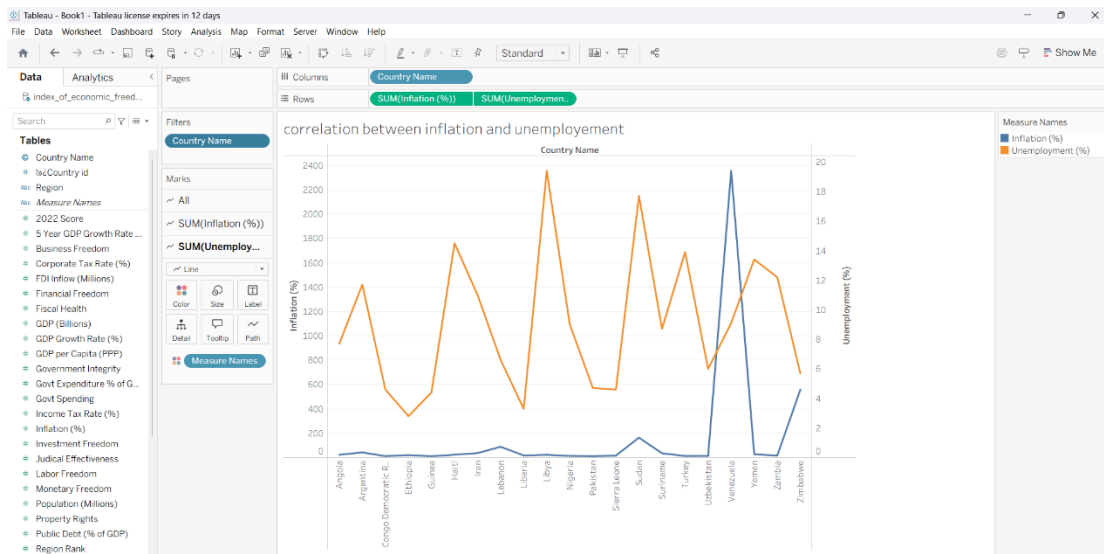 Tableau - Book1 - Tableau license expires in 12 days
File Data Worksheet Dashboard Story Analysis Map Format Server Window Help
Standard
Show Me
Data Analytics
index_of_economic_freed...
Search
Tables
Country Name
Country id
Abc Region
Abc Measure Names
# 2022 Score
# 5 Year GDP Growth Rate ...
# Business Freedom
# Corporate Tax Rate (%)
# FDI Inflow (Millions)
# Financial Freedom
# Fiscal Health
# GDP (Billions)
# GDP Growth Rate (%)
# GDP per Capita (PPP)
# Government Integrity
# Govt Expenditure % of G...
# Govt Spending
# Income Tax Rate (%)
# Inflation (%)
# Investment Freedom
# Judical Effectiveness
# Labor Freedom
# Monetary Freedom
# Population (Millions)
# Property Rights
# Public Debt (% of GDP)
# Region Rank
Pages
Filters
Country Name
Marks
All
SUM(Inflation (%))
SUM(Unemploy...
Line
Color Size Label
Detail Tooltip Path
Measure Names
Columns Country Name
Rows SUM(Inflation (%)) SUM(Unemploymen..
correlation between inflation and unemployement
Country Name
Inflation (%)
2400
2200
2000
1800
1600
1400
1200
1000
800
600
400
200
0
Unemployment (%)
20
18
16
14
12
10
8
6
4
2
0
Angola
Argentina
Congo Democratic R..
Ethiopia
Guinea
Haiti
Iran
Lebanon
Liberia
Libya
Nigeria
Pakistan
Sierra Leone
Sudan
Suriname
Turkey
Uzbekistan
Venezuela
Yemen
Zambia
Zimbabwe
Measure Names
Inflation (%)
Unemployment (%)